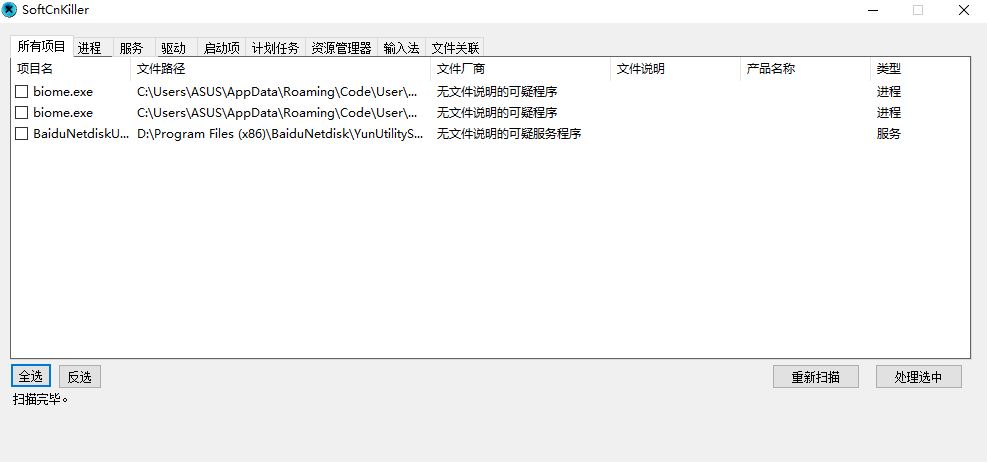 SoftCnKiller
所有项目 进程 服务 驱动 启动项 计划任务 资源管理器 输入法 文件关联
项目名 文件路径 文件厂商 文件说明 产品名称 类型
biome.exe C:\Users\ASUS\AppData\Roaming\Code\User\... 无文件说明的可疑程序 进程
biome.exe C:\Users\ASUS\AppData\Roaming\Code\User\... 无文件说明的可疑程序 进程
BaiduNetdiskU... D:\Program Files (x86)\BaiduNetdisk\YunUtilityS... 无文件说明的可疑服务程序 服务
全选 反选 重新扫描 处理选中
扫描完毕。